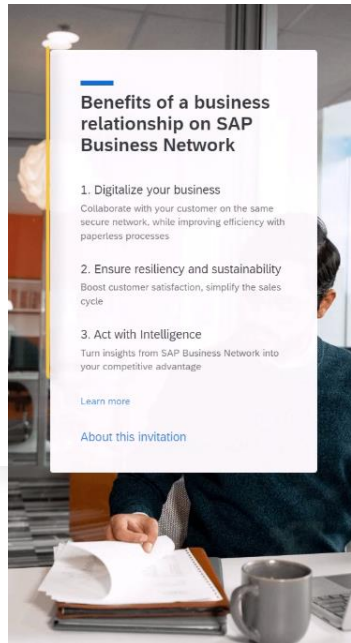 Benefits of a business
relationship on SAP
Business Network
1. Digitalize your business
Collaborate with your customer on the same
secure network, while improving efficiency with
paperless processes
2. Ensure resiliency and sustainability
Boost customer satisfaction, simplify the sales
cycle
3. Act with Intelligence
Turn insights from SAP Business Network into
your competitive advantage
Learn more
About this invitation